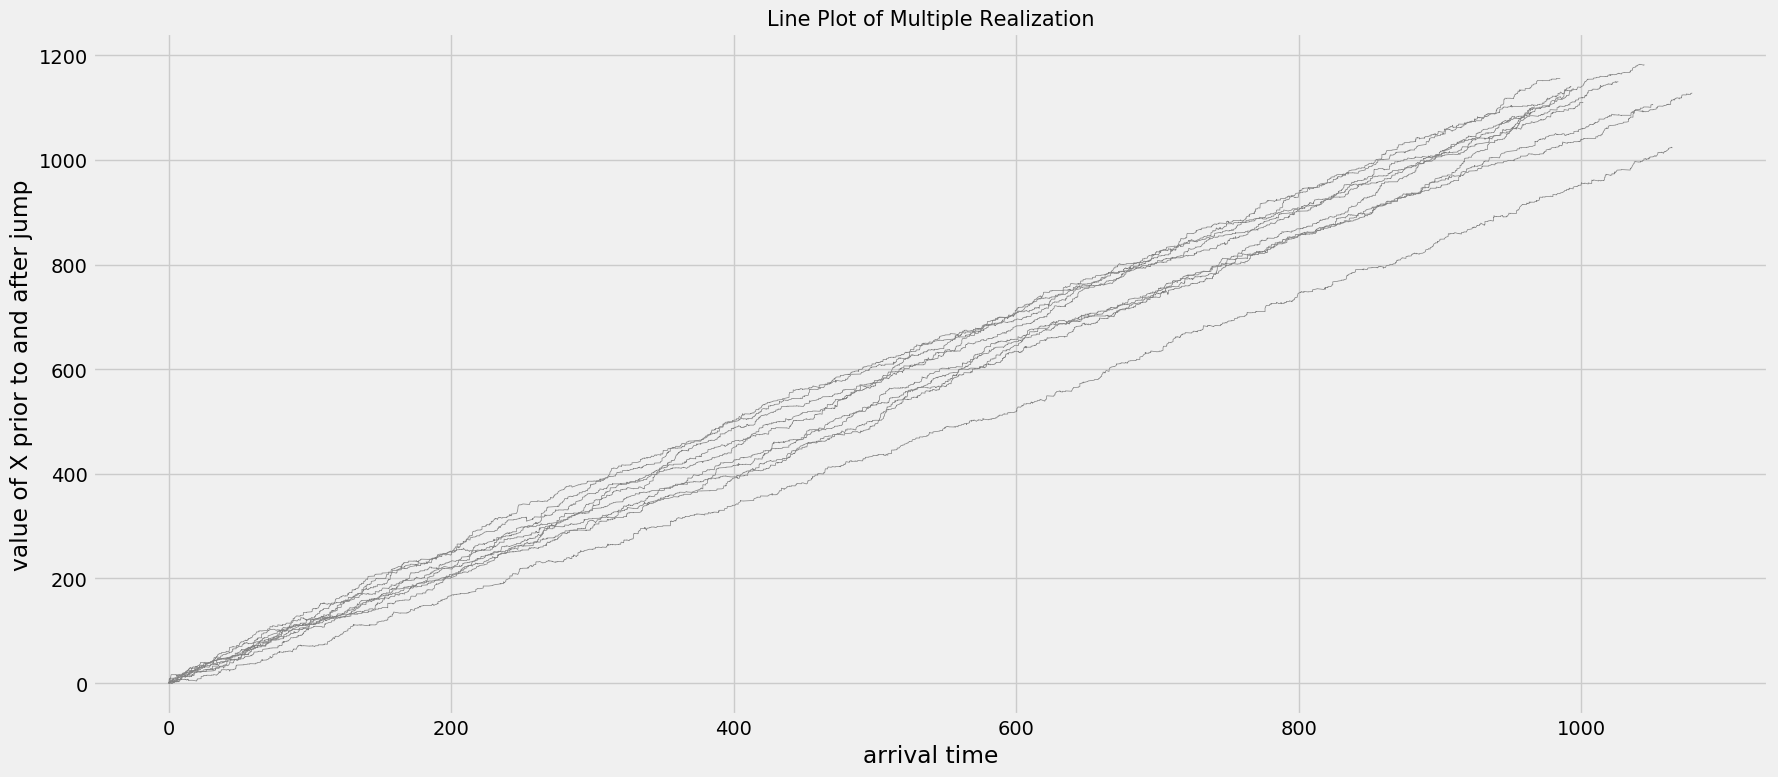 Line Plot of Multiple Realization
1200
1000
800
600
400
200
0
value of X prior to and after jump
0 200 400 600 800 1000
arrival time